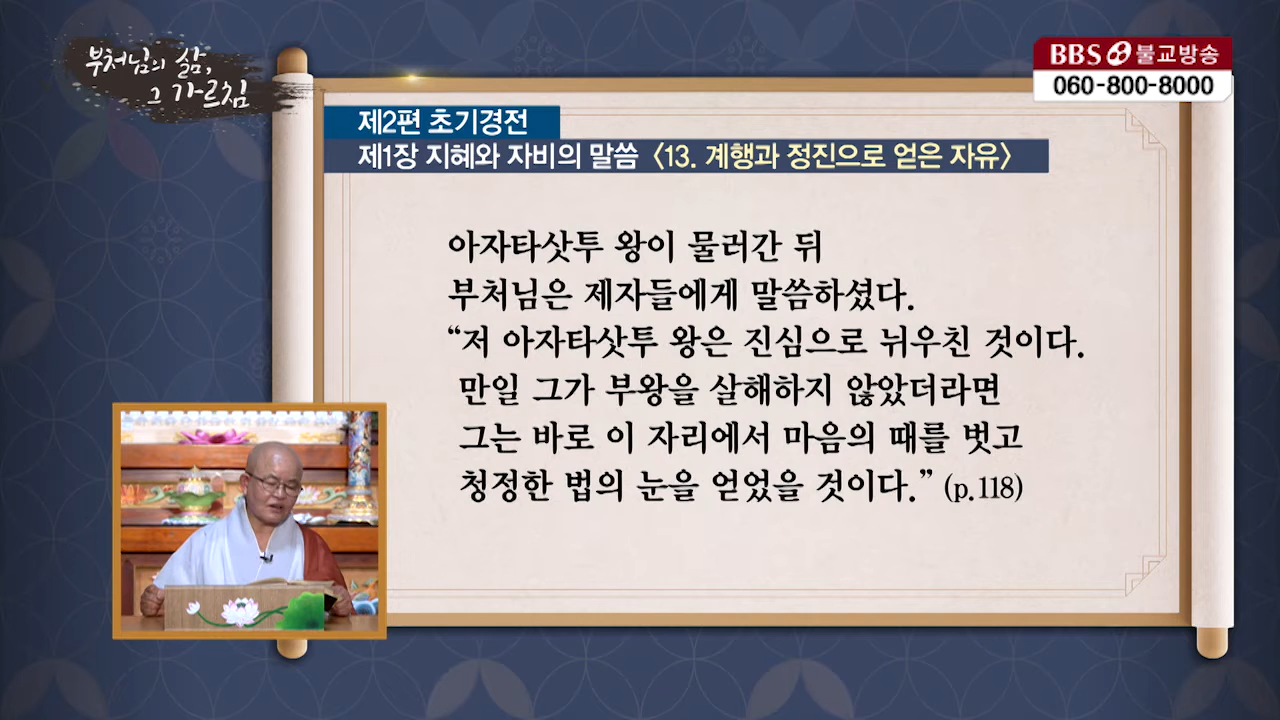 부처님의 삶,
그 가르침
BBS 불교방송
060-800-8000
제2편 초기경전
제1장 지혜와 자비의 말씀 〈13. 계행과 정진으로 얻은 자유〉
아자타삿투 왕이 물러간 뒤
부처님은 제자들에게 말씀하셨다.
“저 아자타삿투 왕은 진심으로 뉘우친 것이다.
만일 그가 부왕을 살해하지 않았더라면
그는 바로 이 자리에서 마음의 때를 벗고
청정한 법의 눈을 얻었을 것이다.” (p.118)